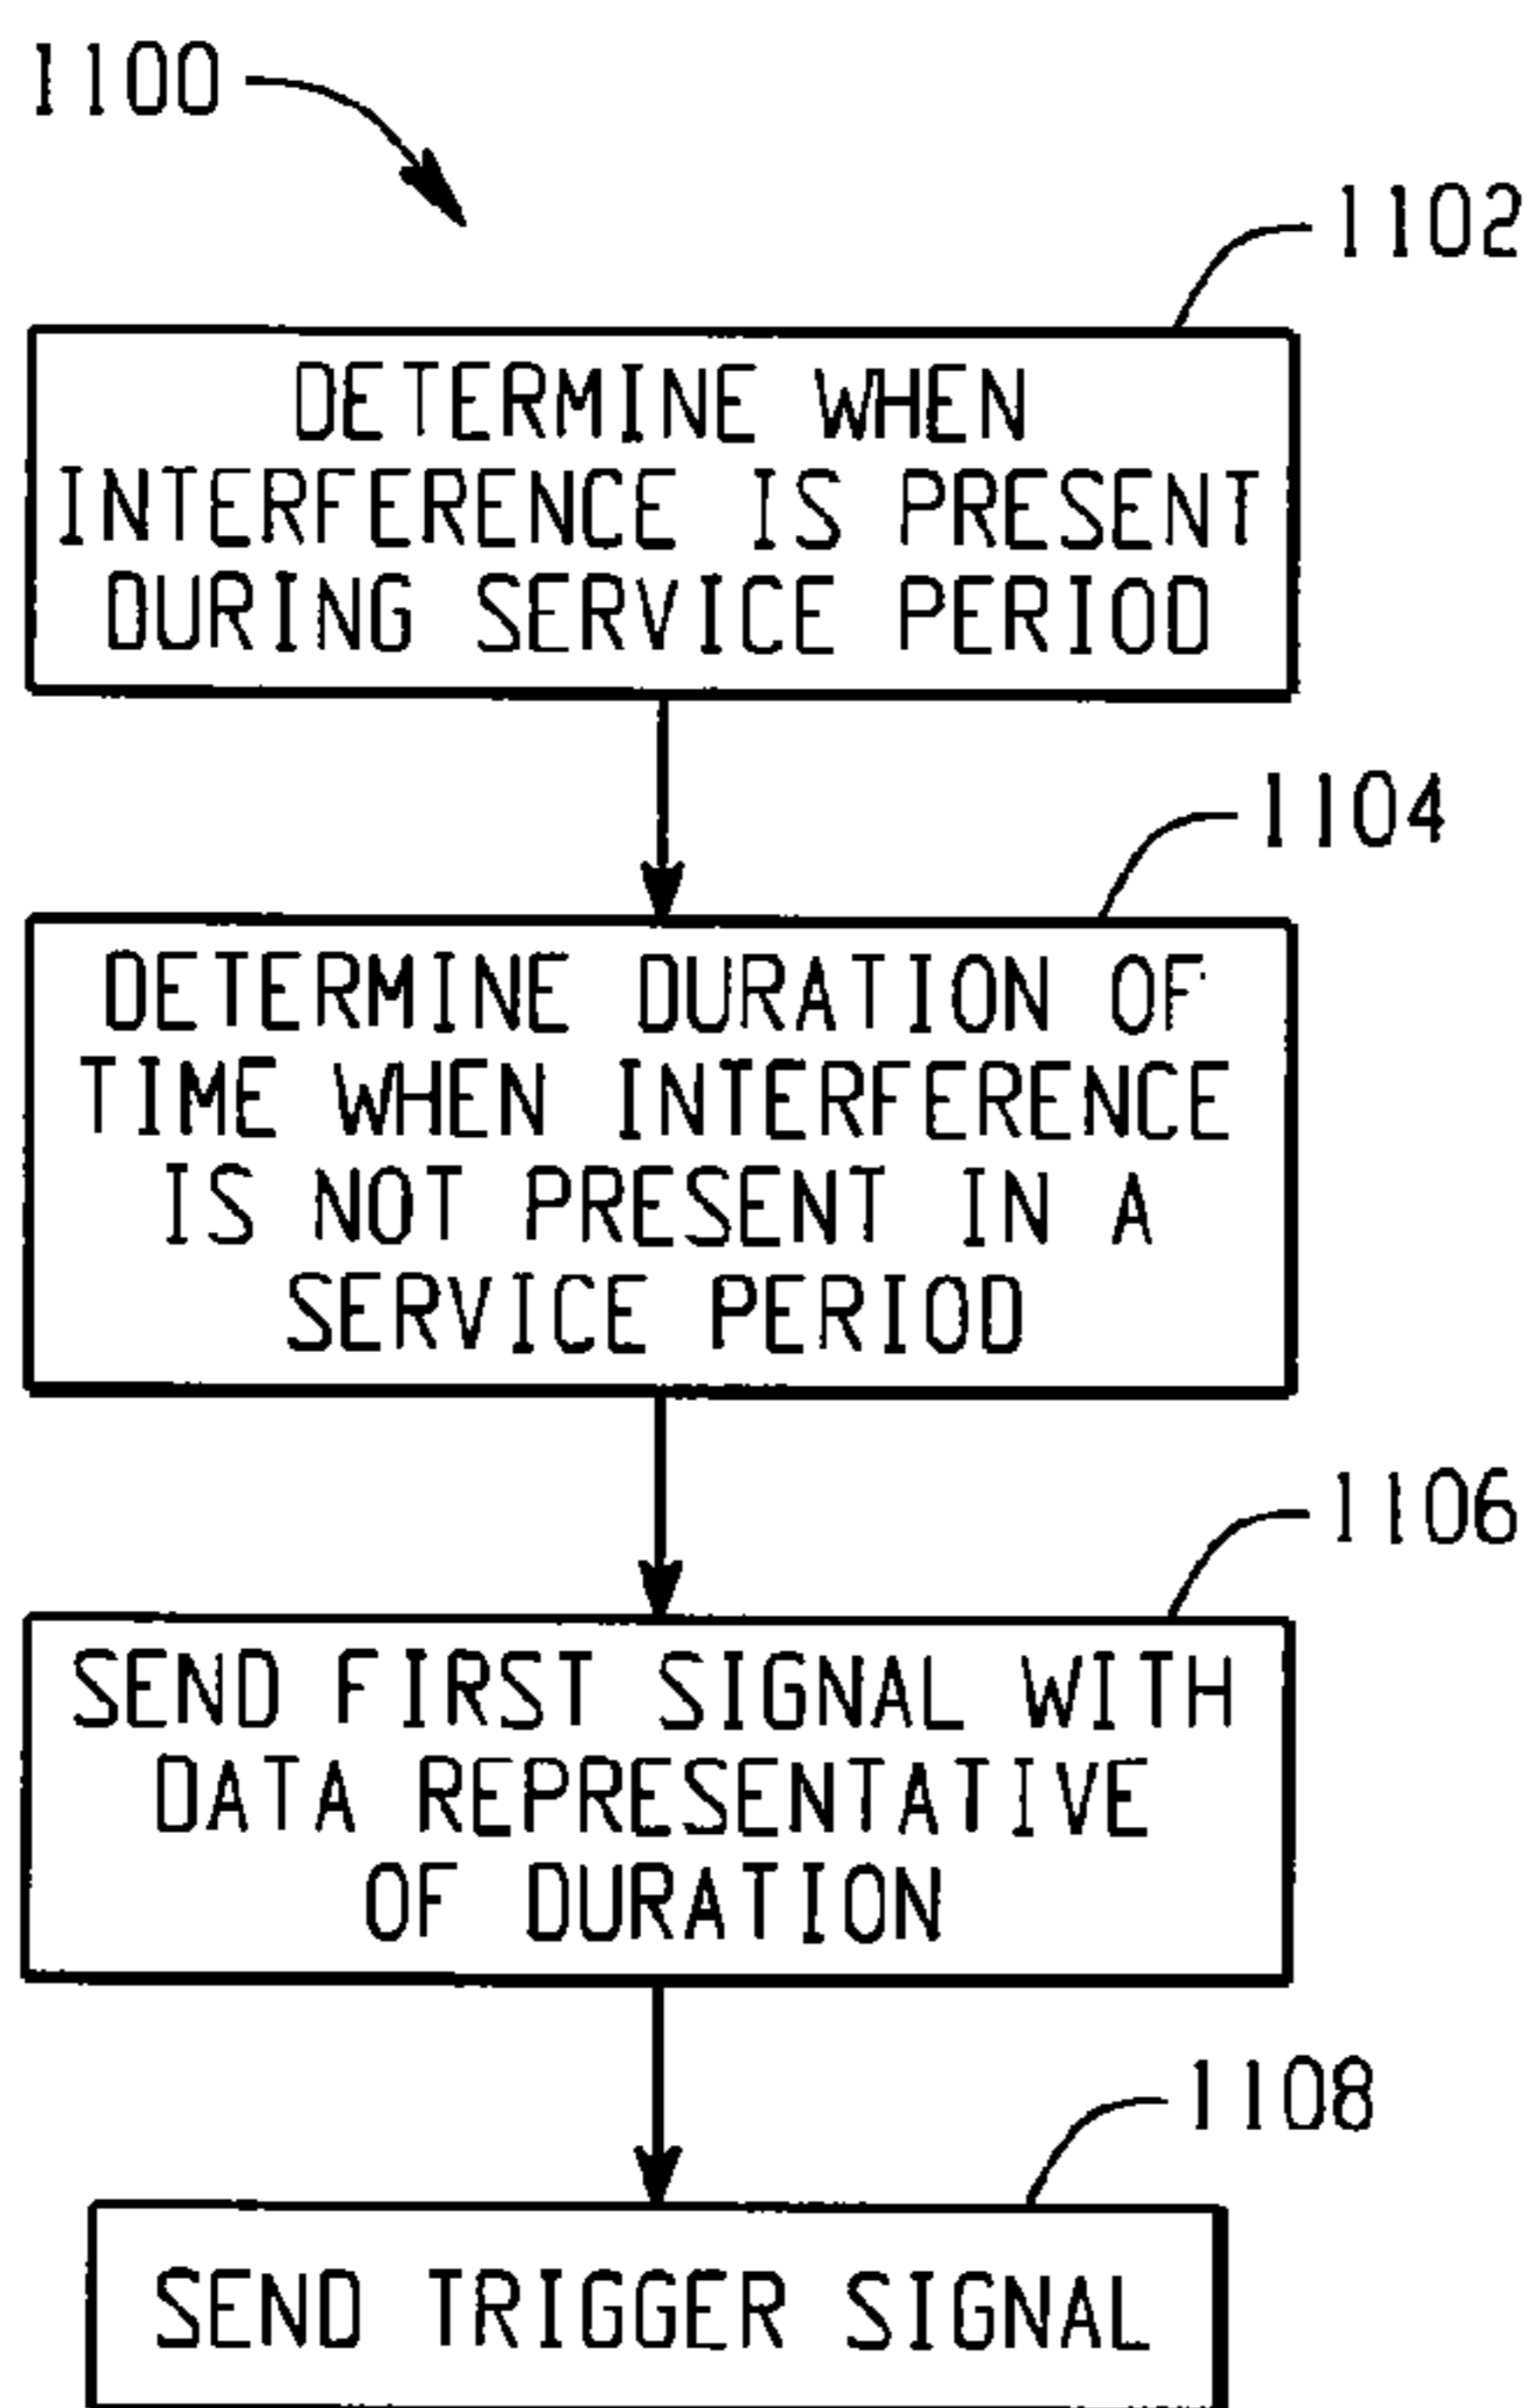 1100
1102
DETERMINE WHEN
INTERFERENCE IS PRESENT
DURING SERVICE PERIOD
1104
DETERMINE DURATION OF
TIME WHEN INTERFERENCE
IS NOT PRESENT IN A
SERVICE PERIOD
1106
SEND FIRST SIGNAL WITH
DATA REPRESENTATIVE
OF DURATION
1108
SEND TRIGGER SIGNAL